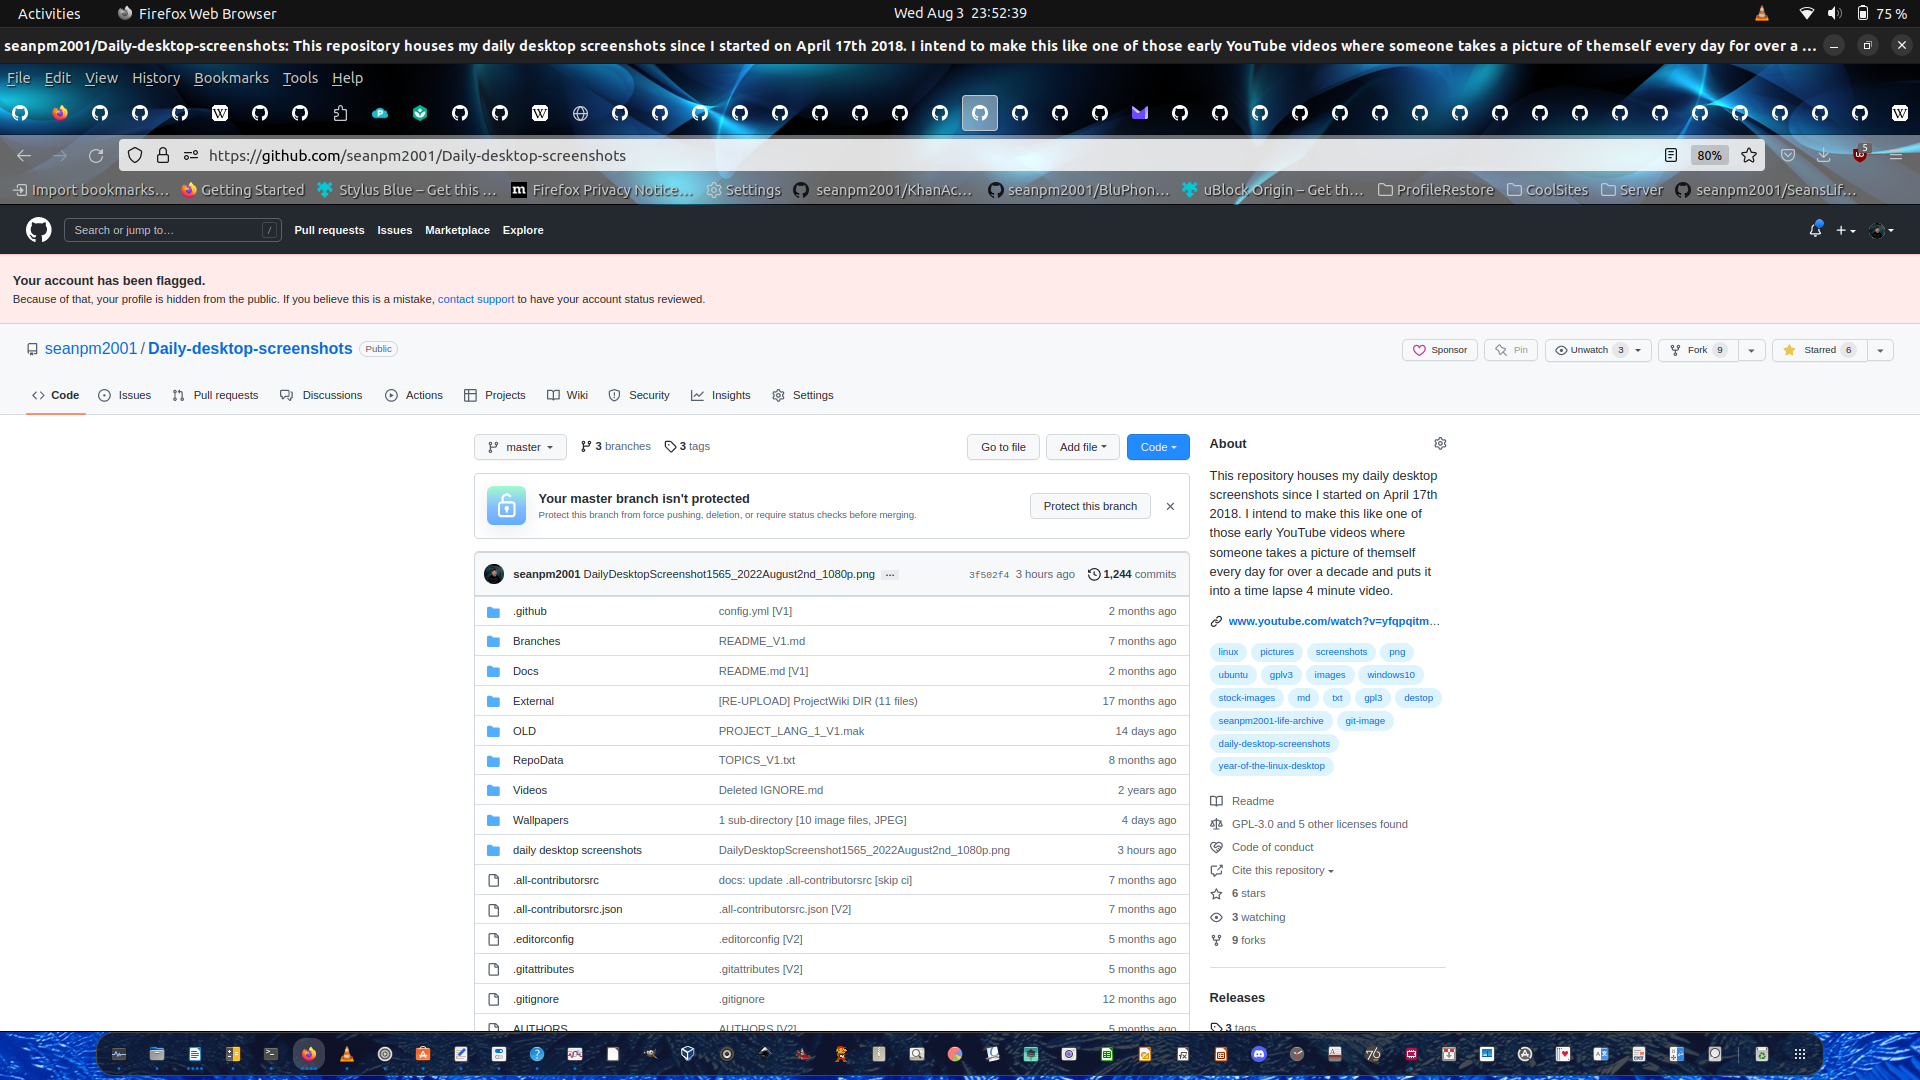 Activities Firefox Web Browser Wed Aug 3 23:52:39 75 %
seanpm2001/Daily-desktop-screenshots: This repository houses my daily desktop screenshots since I started on April 17th 2018. I intend to make this like one of those early YouTube videos where someone takes a picture of themself every day for over a ...
File Edit View History Bookmarks Tools Help
https://github.com/seanpm2001/Daily-desktop-screenshots 80% 5
Import bookmarks... Getting Started Stylus Blue – Get this ... Firefox Privacy Notice... Settings seanpm2001/KhanAc... seanpm2001/BluPhon... uBlock Origin – Get th... ProfileRestore CoolSites Server seanpm2001/SeansLif...
Search or jump to... / Pull requests Issues Marketplace Explore
Your account has been flagged.
Because of that, your profile is hidden from the public. If you believe this is a mistake, contact support to have your account status reviewed.
seanpm2001 / Daily-desktop-screenshots Public Sponsor Pin Unwatch 3 Fork 9 Starred 6
Code Issues Pull requests Discussions Actions Projects Wiki Security Insights Settings
master 3 branches 3 tags Go to file Add file Code
Your master branch isn't protected
Protect this branch from force pushing, deletion, or require status checks before merging.
Protect this branch
seanpm2001 DailyDesktopScreenshot1565_2022August2nd_1080p.png ... 3f502f4 3 hours ago 1,244 commits
.github config.yml [V1] 2 months ago
Branches README_V1.md 7 months ago
Docs README.md [V1] 2 months ago
External [RE-UPLOAD] ProjectWiki DIR (11 files) 17 months ago
OLD PROJECT_LANG_1_V1.mak 14 days ago
RepoData TOPICS_V1.txt 8 months ago
Videos Deleted IGNORE.md 2 years ago
Wallpapers 1 sub-directory [10 image files, JPEG] 4 days ago
daily desktop screenshots DailyDesktopScreenshot1565_2022August2nd_1080p.png 3 hours ago
.all-contributorsrc docs: update .all-contributorsrc [skip ci] 7 months ago
.all-contributorsrc.json .all-contributorsrc.json [V2] 7 months ago
.editorconfig .editorconfig [V2] 5 months ago
.gitattributes .gitattributes [V2] 5 months ago
.gitignore .gitignore 12 months ago
AUTHORS AUTHORS [V2] 5 months ago
About
This repository houses my daily desktop
screenshots since I started on April 17th
2018. I intend to make this like one of
those early YouTube videos where
someone takes a picture of themself
every day for over a decade and puts it
into a time lapse 4 minute video.
www.youtube.com/watch?v=yfqpqitm...
linux pictures screenshots png
ubuntu gplv3 images windows10
stock-images md txt gpl3 destop
seanpm2001-life-archive git-image
daily-desktop-screenshots
year-of-the-linux-desktop
Readme
GPL-3.0 and 5 other licenses found
Code of conduct
Cite this repository
6 stars
3 watching
9 forks
Releases
3 tags